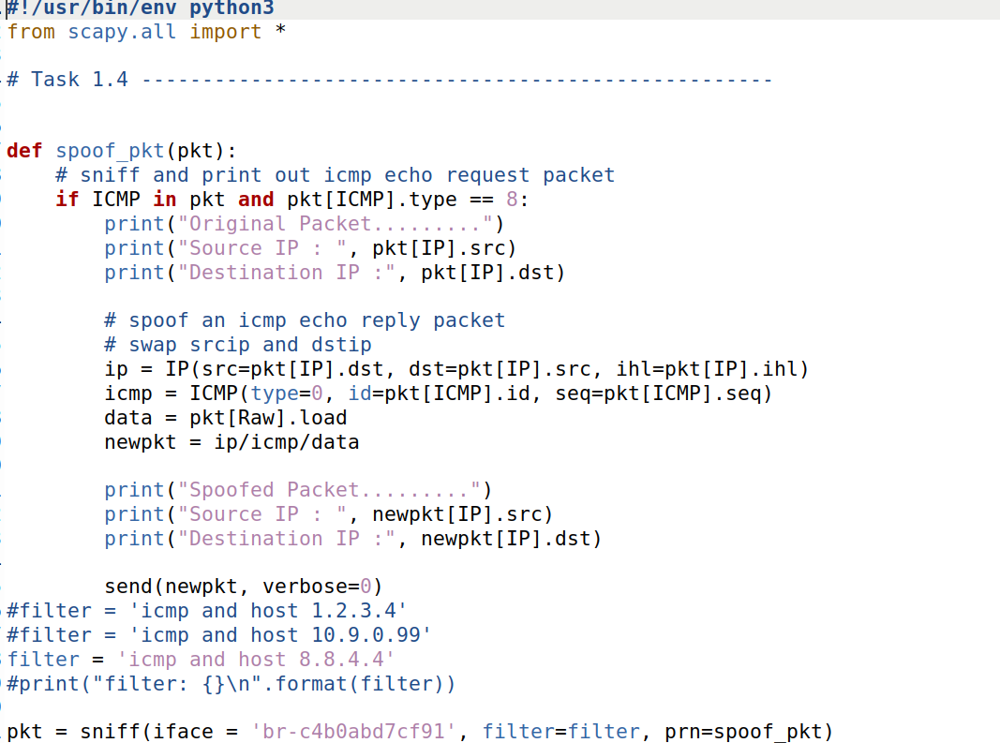 #!/usr/bin/env python3
from scapy.all import *
# Task 1.4 ----------------------------------------------------
def spoof_pkt(pkt):
    # sniff and print out icmp echo request packet
    if ICMP in pkt and pkt[ICMP].type == 8:
        print("Original Packet.........")
        print("Source IP : ", pkt[IP].src)
        print("Destination IP :", pkt[IP].dst)
        # spoof an icmp echo reply packet
        # swap srcip and dstip
        ip = IP(src=pkt[IP].dst, dst=pkt[IP].src, ihl=pkt[IP].ihl)
        icmp = ICMP(type=0, id=pkt[ICMP].id, seq=pkt[ICMP].seq)
        data = pkt[Raw].load
        newpkt = ip/icmp/data
        print("Spoofed Packet.........")
        print("Source IP : ", newpkt[IP].src)
        print("Destination IP :", newpkt[IP].dst)
        send(newpkt, verbose=0)
#filter = 'icmp and host 1.2.3.4'
#filter = 'icmp and host 10.9.0.99'
filter = 'icmp and host 8.8.4.4'
#print("filter: {}\n".format(filter))
pkt = sniff(iface = 'br-c4b0abd7cf91', filter=filter, prn=spoof_pkt)